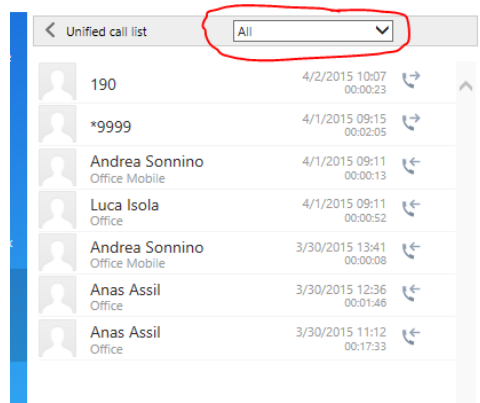 Unified call list All
190 4/2/2015 10:07
00:00:23
*9999 4/1/2015 09:15
00:02:05
Andrea Sonnino 4/1/2015 09:11
Office Mobile 00:00:13
Luca Isola 4/1/2015 09:11
Office 00:00:52
Andrea Sonnino 3/30/2015 13:41
Office Mobile 00:00:08
Anas Assil 3/30/2015 12:36
Office 00:01:46
Anas Assil 3/30/2015 11:12
Office 00:17:33